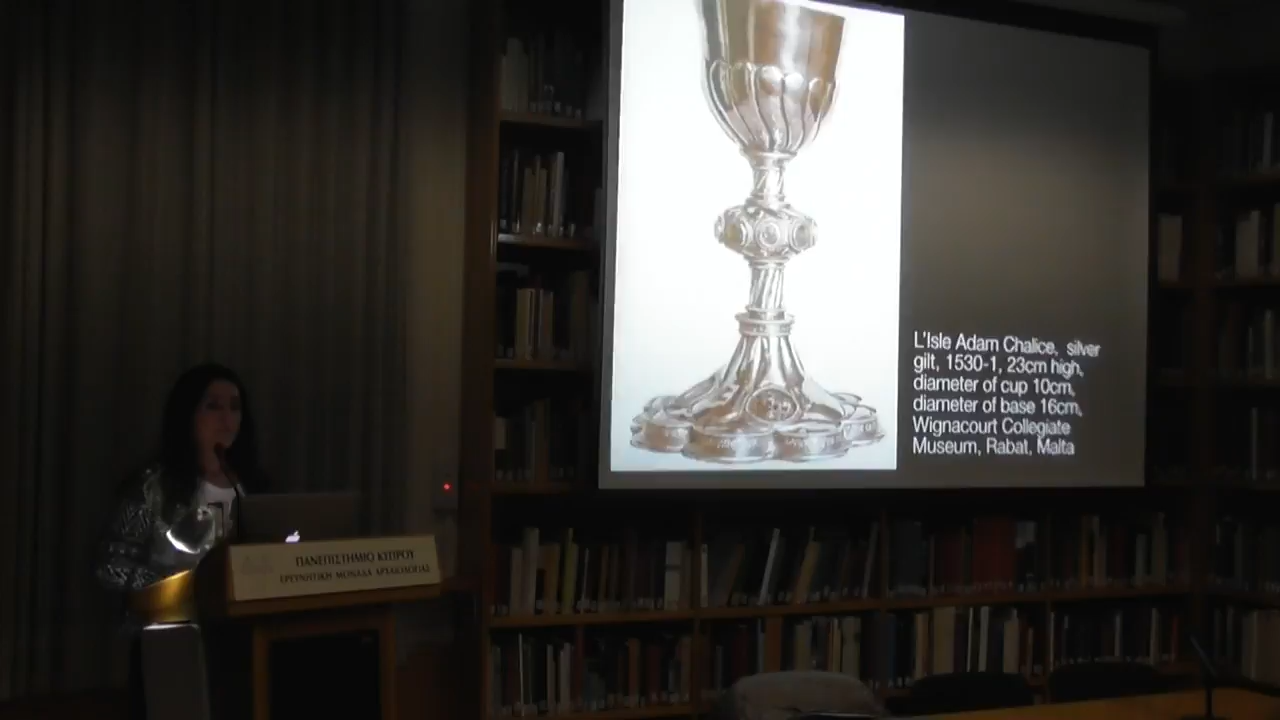 L'Isle Adam Chalice, silver
gilt, 1530-1, 23cm high,
diameter of cup 10cm,
diameter of base 16cm,
Wignacourt Collegiate
Museum, Rabat, Malta
ΠΑΝΕΠΙΣΤΗΜΙΟ ΚΥΠΡΟΥ
ΕΡΕΥΝΗΤΙΚΗ ΜΟΝΑΔΑ ΑΡΧΑΙΟΛΟΓΙΑΣ